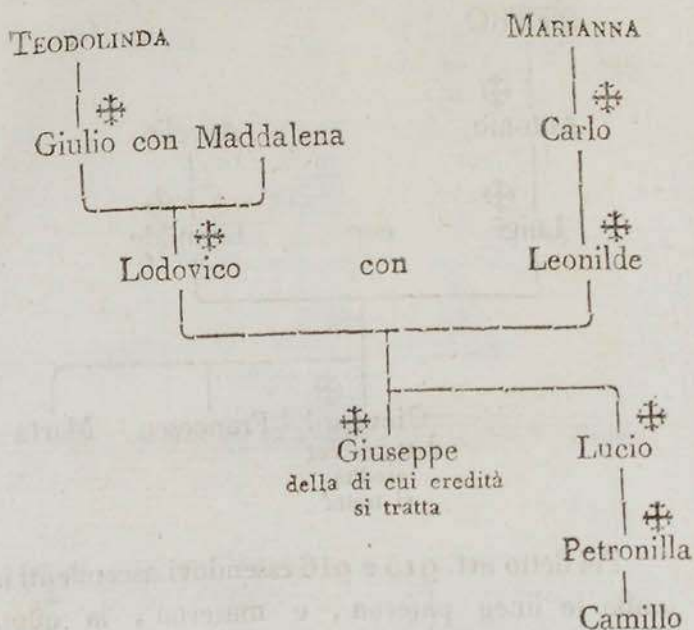 TEODOLINDA MARIANNA
Giulio con Maddalena Carlo
Lodovico con Leonilde
Giuseppe Lucio
della di cui eredità
si tratta
Petronilla
Camillo